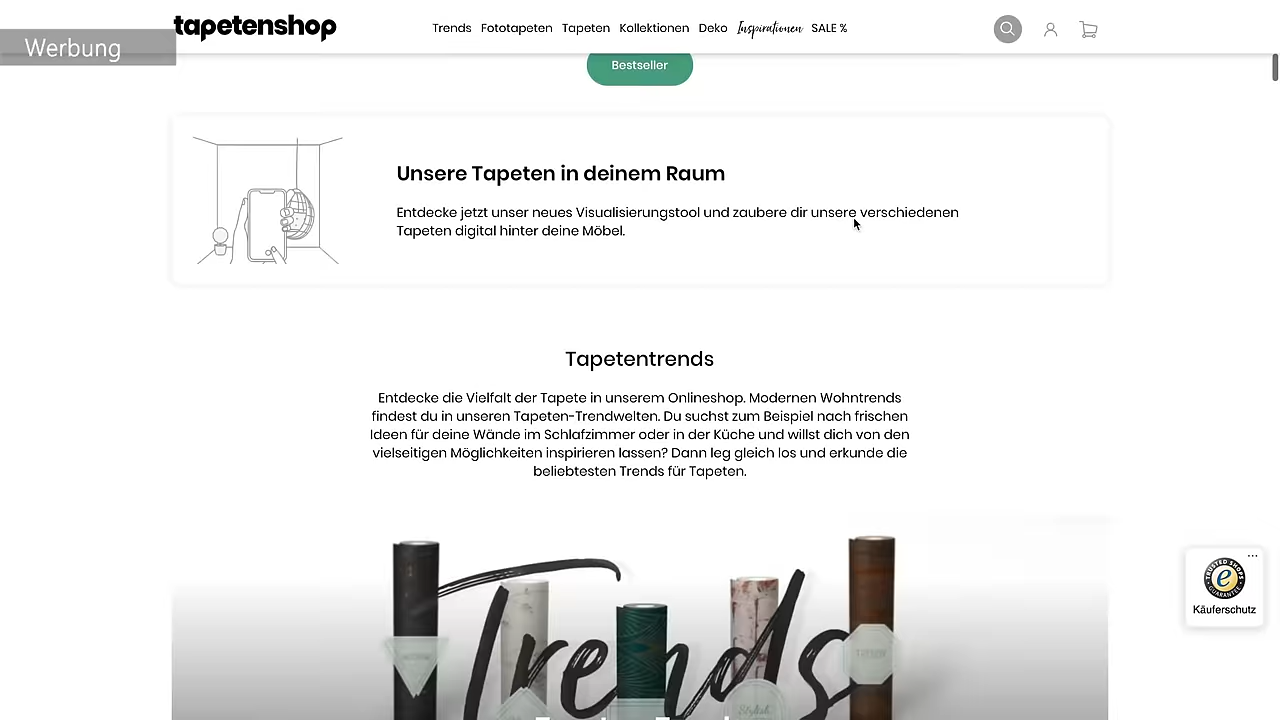 tapetenshop
Trends Fototapeten Tapeten Kollektionen Deko Inspirationen SALE %
Werbung
Bestseller
Unsere Tapeten in deinem Raum
Entdecke jetzt unser neues Visualisierungstool und zaubere dir unsere verschiedenen
Tapeten digital hinter deine Möbel.
Tapetentrends
Entdecke die Vielfalt der Tapete in unserem Onlineshop. Modernen Wohntrends
findest du in unseren Tapeten-Trendwelten. Du suchst zum Beispiel nach frischen
Ideen für deine Wände im Schlafzimmer oder in der Küche und willst dich von den
vielseitigen Möglichkeiten inspirieren lassen? Dann leg gleich los und erkunde die
beliebtesten Trends für Tapeten.
TRUSTED SHOPS
GUARANTEE
Käuferschutz
Trends